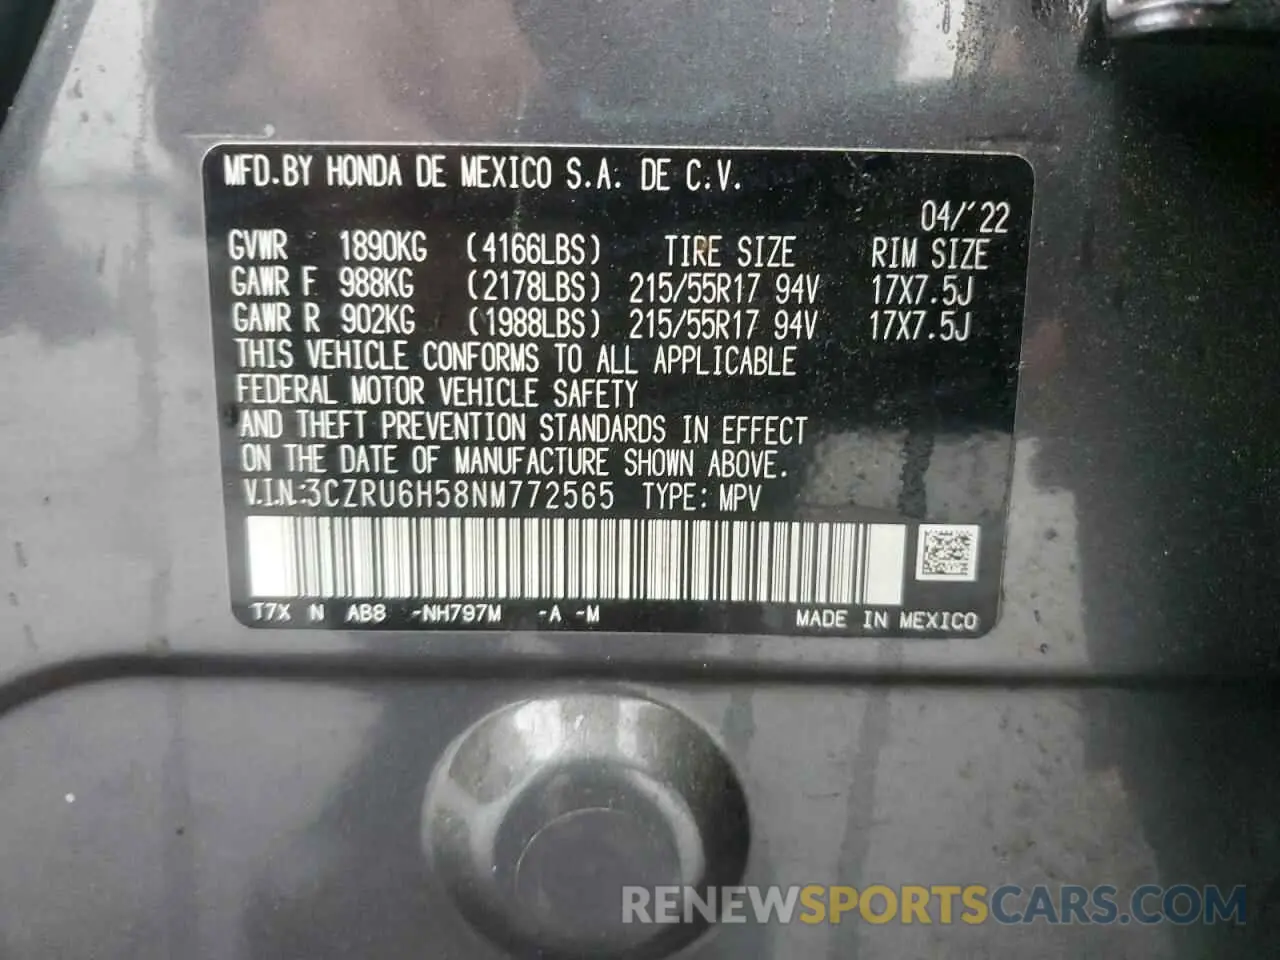 MFD.BY HONDA DE MEXICO S.A. DE C.V.
04/'22
GVWR 1890KG (4166LBS) TIRE SIZE RIM SIZE
GAWR F 988KG (2178LBS) 215/55R17 94V 17X7.5J
GAWR R 902KG (1988LBS) 215/55R17 94V 17X7.5J
THIS VEHICLE CONFORMS TO ALL APPLICABLE
FEDERAL MOTOR VEHICLE SAFETY
AND THEFT PREVENTION STANDARDS IN EFFECT
ON THE DATE OF MANUFACTURE SHOWN ABOVE.
V.I.N.:3CZRU6H58NM772565 TYPE: MPV
T7X N AB8 -NH797M -A -M MADE IN MEXICO
RENEWSPORTSCARS.COM